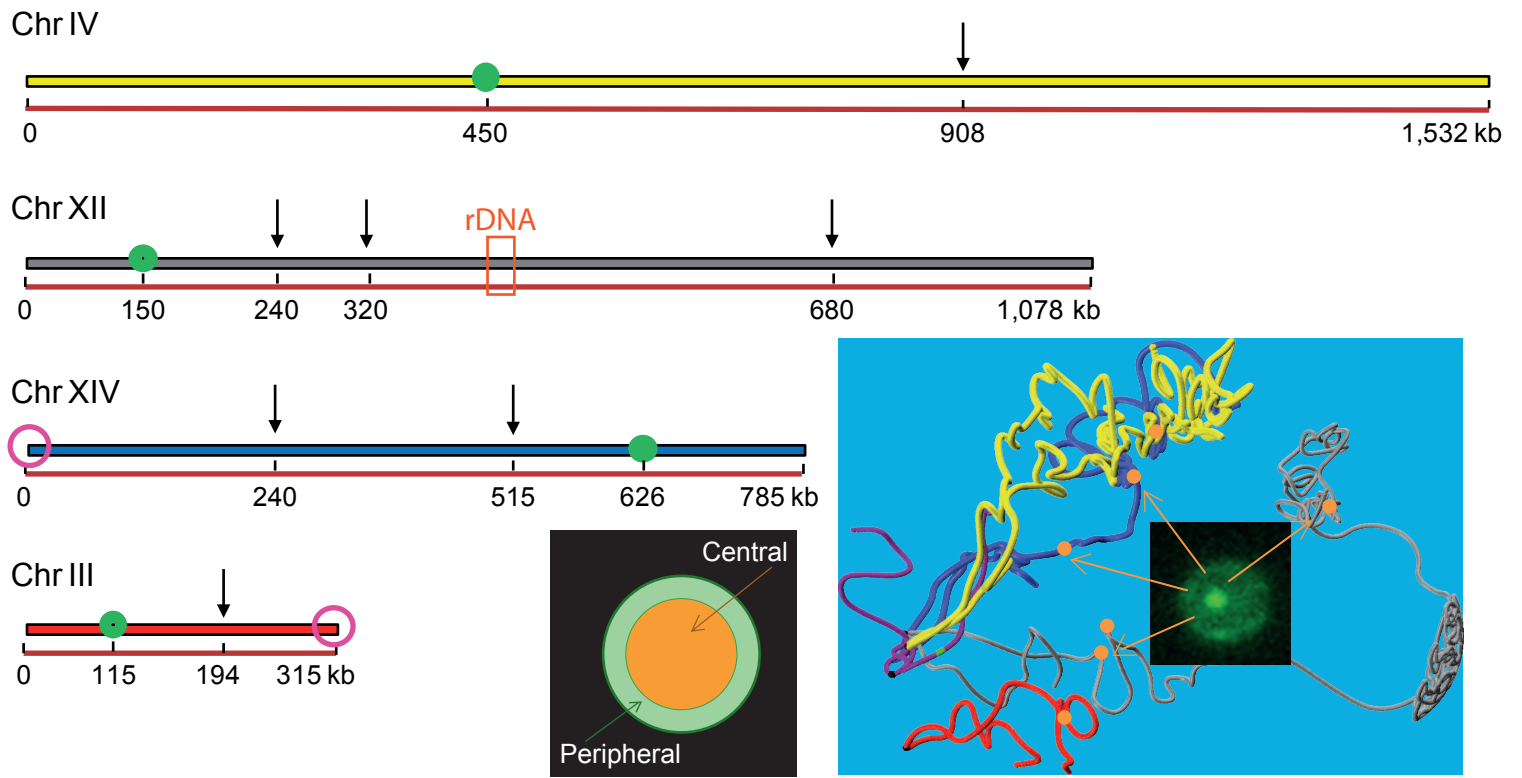 Chr IV
0 450 908 1,532 kb
Chr XII
rDNA
0 150 240 320 680 1,078 kb
Chr XIV
0 240 515 626 785 kb
Chr III
0 115 194 315 kb
Central
Peripheral